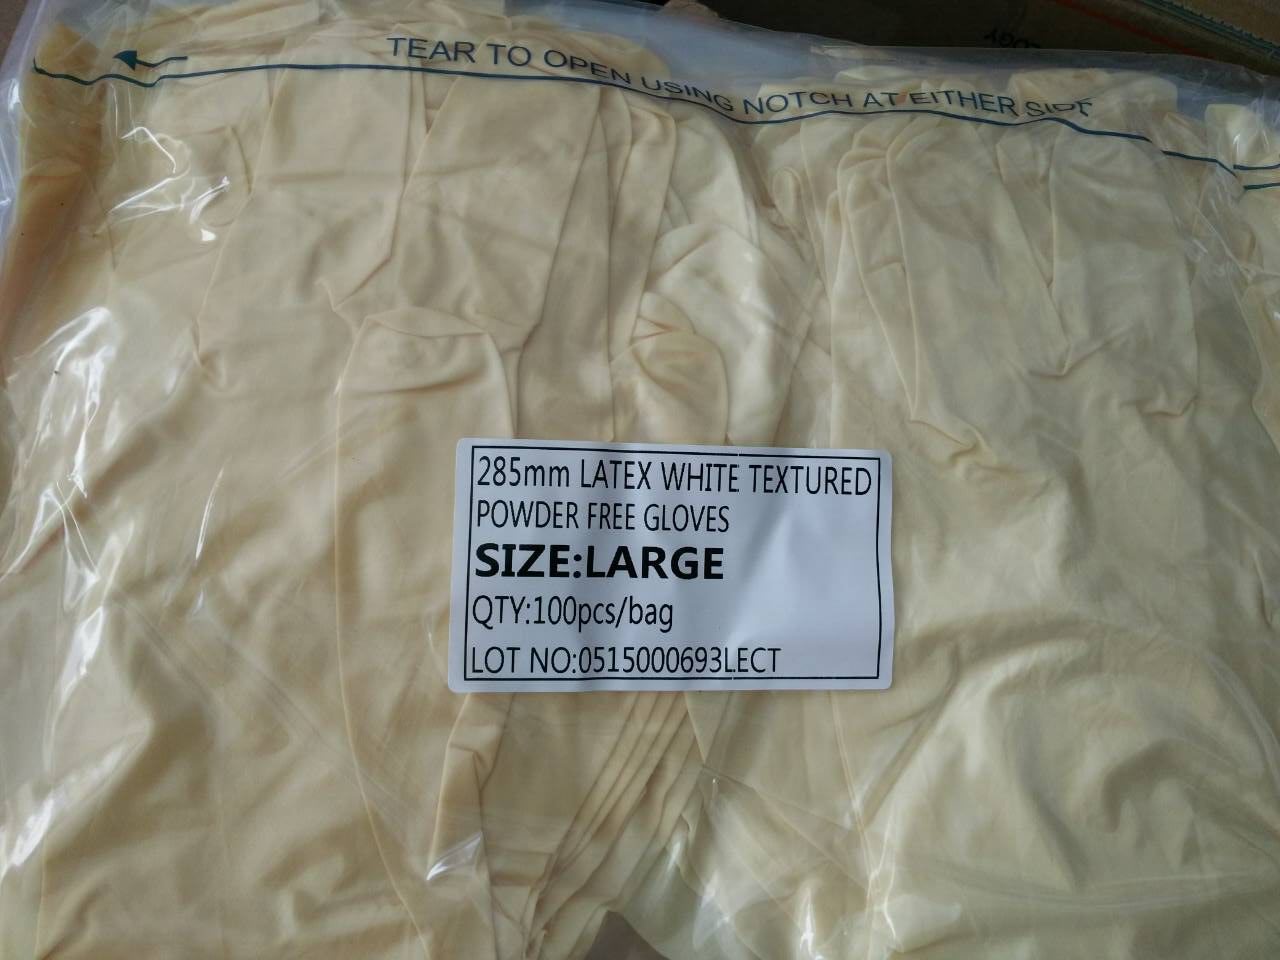 TEAR TO OPEN USING NOTCH AT EITHER SIDE
285mm LATEX WHITE TEXTURED
POWDER FREE GLOVES
SIZE:LARGE
QTY:100pcs/bag
LOT NO:0515000693LECT